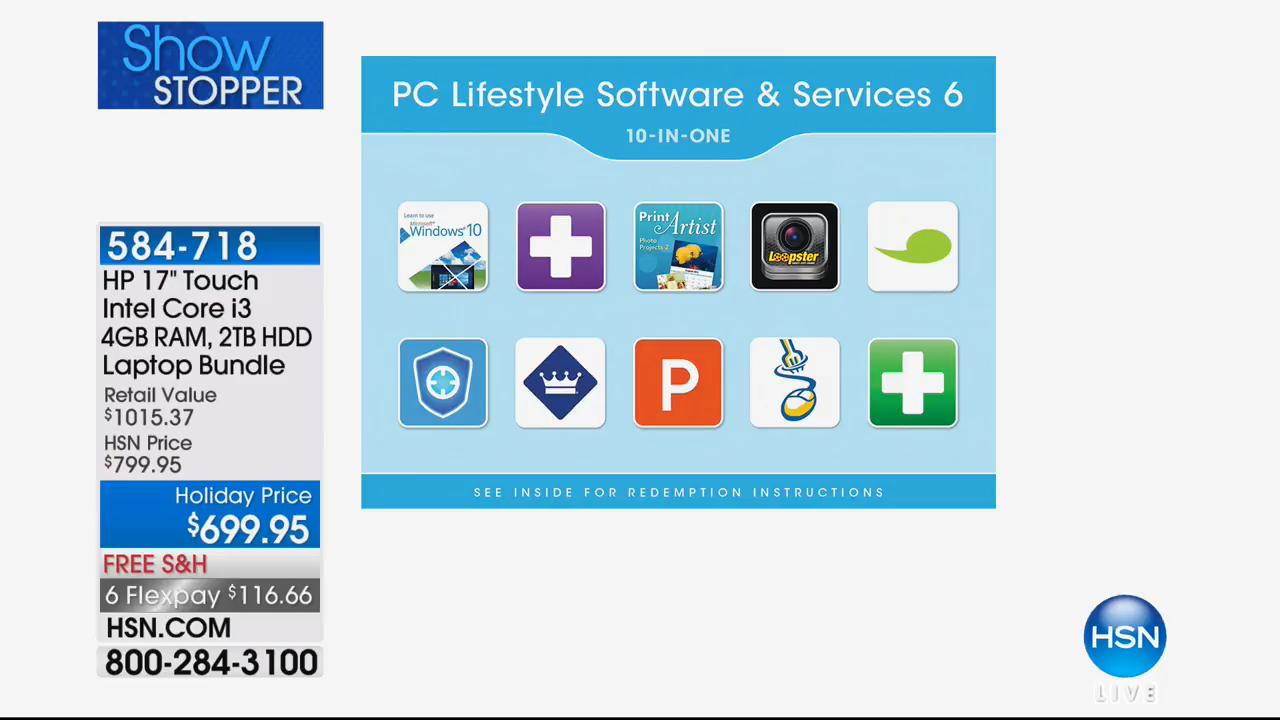 Show
STOPPER
584-718
HP 17" Touch
Intel Core i3
4GB RAM, 2TB HDD
Laptop Bundle
Retail Value
$1015.37
HSN Price
$799.95
Holiday Price
$699.95
FREE S&H
6 Flexpay $116.66
HSN.COM
800-284-3100
PC Lifestyle Software & Services 6
10-IN-ONE
Learn to use
Microsoft®
Windows® 10
Print
Artist
Photo
Projects 2
Loopster
P
SEE INSIDE FOR REDEMPTION INSTRUCTIONS
HSN
LIVE